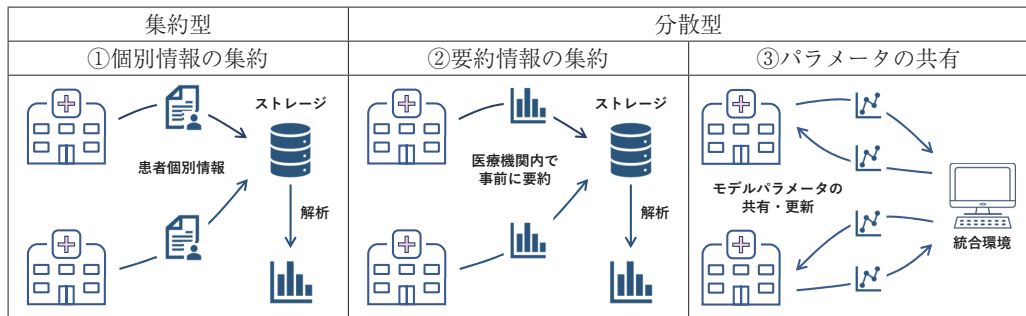 集約型
分散型
①個別情報の集約
②要約情報の集約
③パラメータの共有
ストレージ
患者個別情報
解析
ストレージ
医療機関内で
事前に要約
解析
モデルパラメータの
共有・更新
統合環境